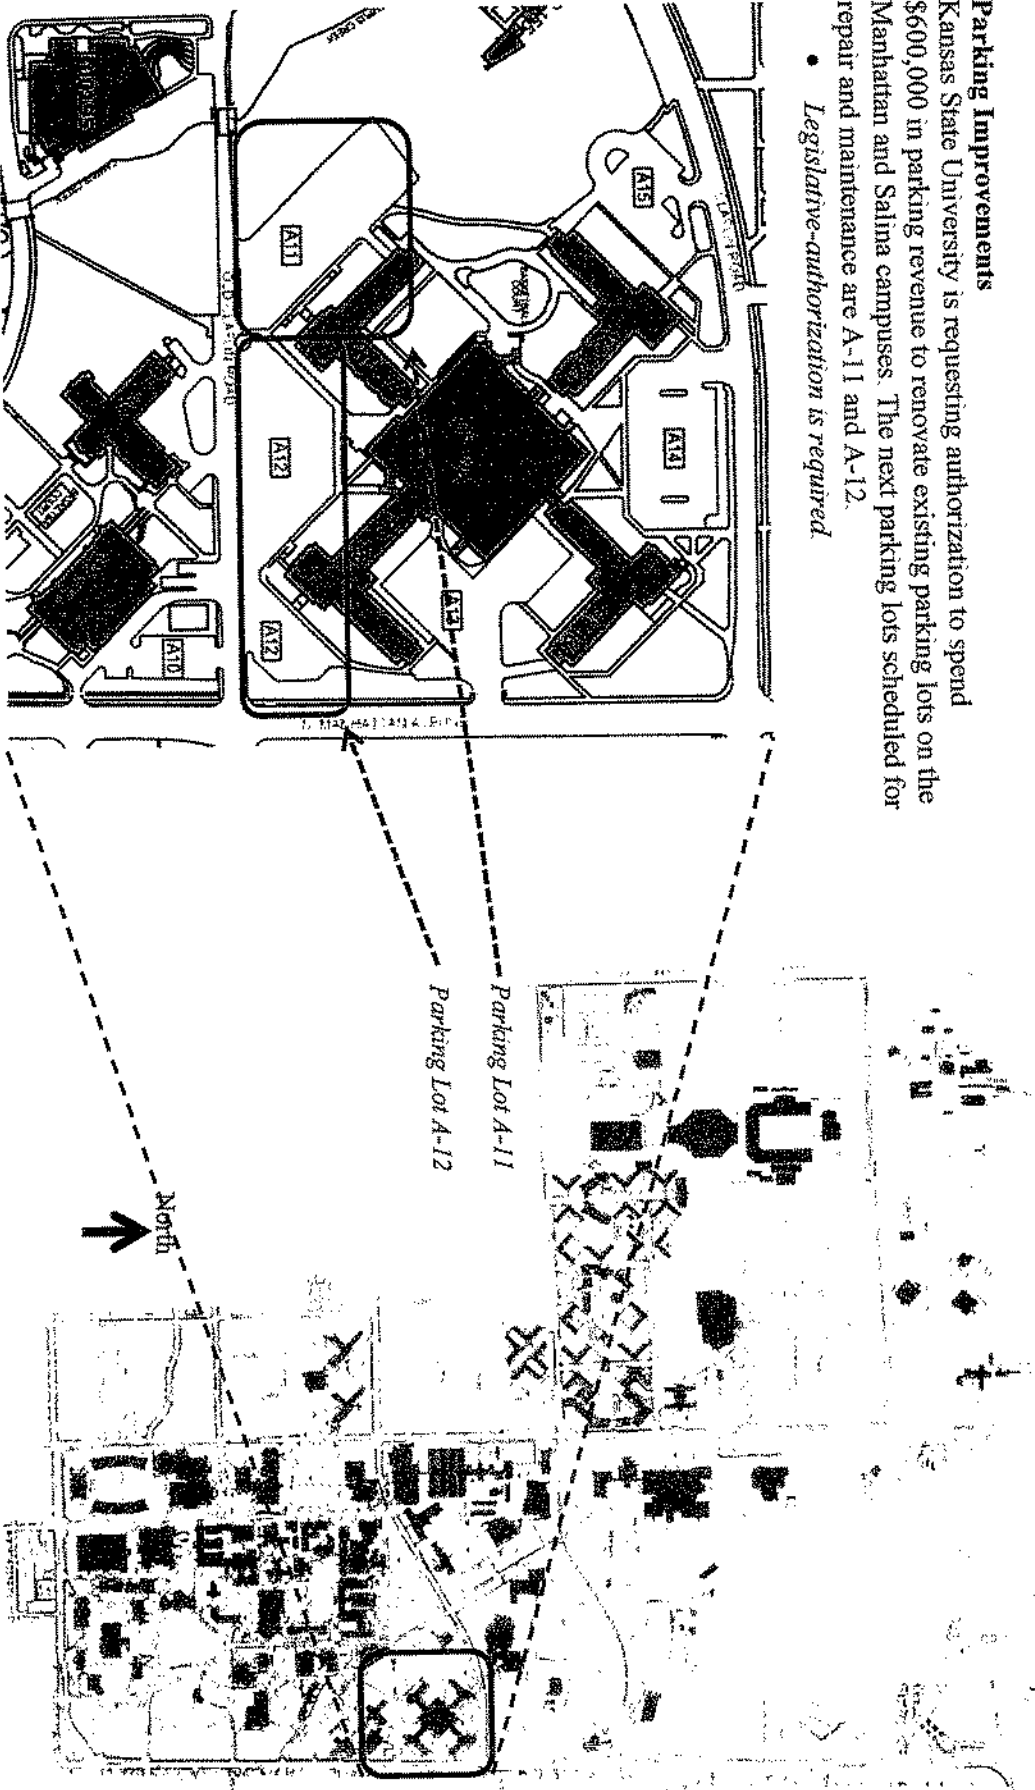 Parking Improvements
Kansas State University is requesting authorization to spend
$600,000 in parking revenue to renovate existing parking lots on the
Manhattan and Salina campuses. The next parking lots scheduled for
repair and maintenance are A-11 and A-12.
• Legislative-authorization is required.
A15
A14
A11
A12
A13
A12
A10
Parking Lot A-11
Parking Lot A-12
North